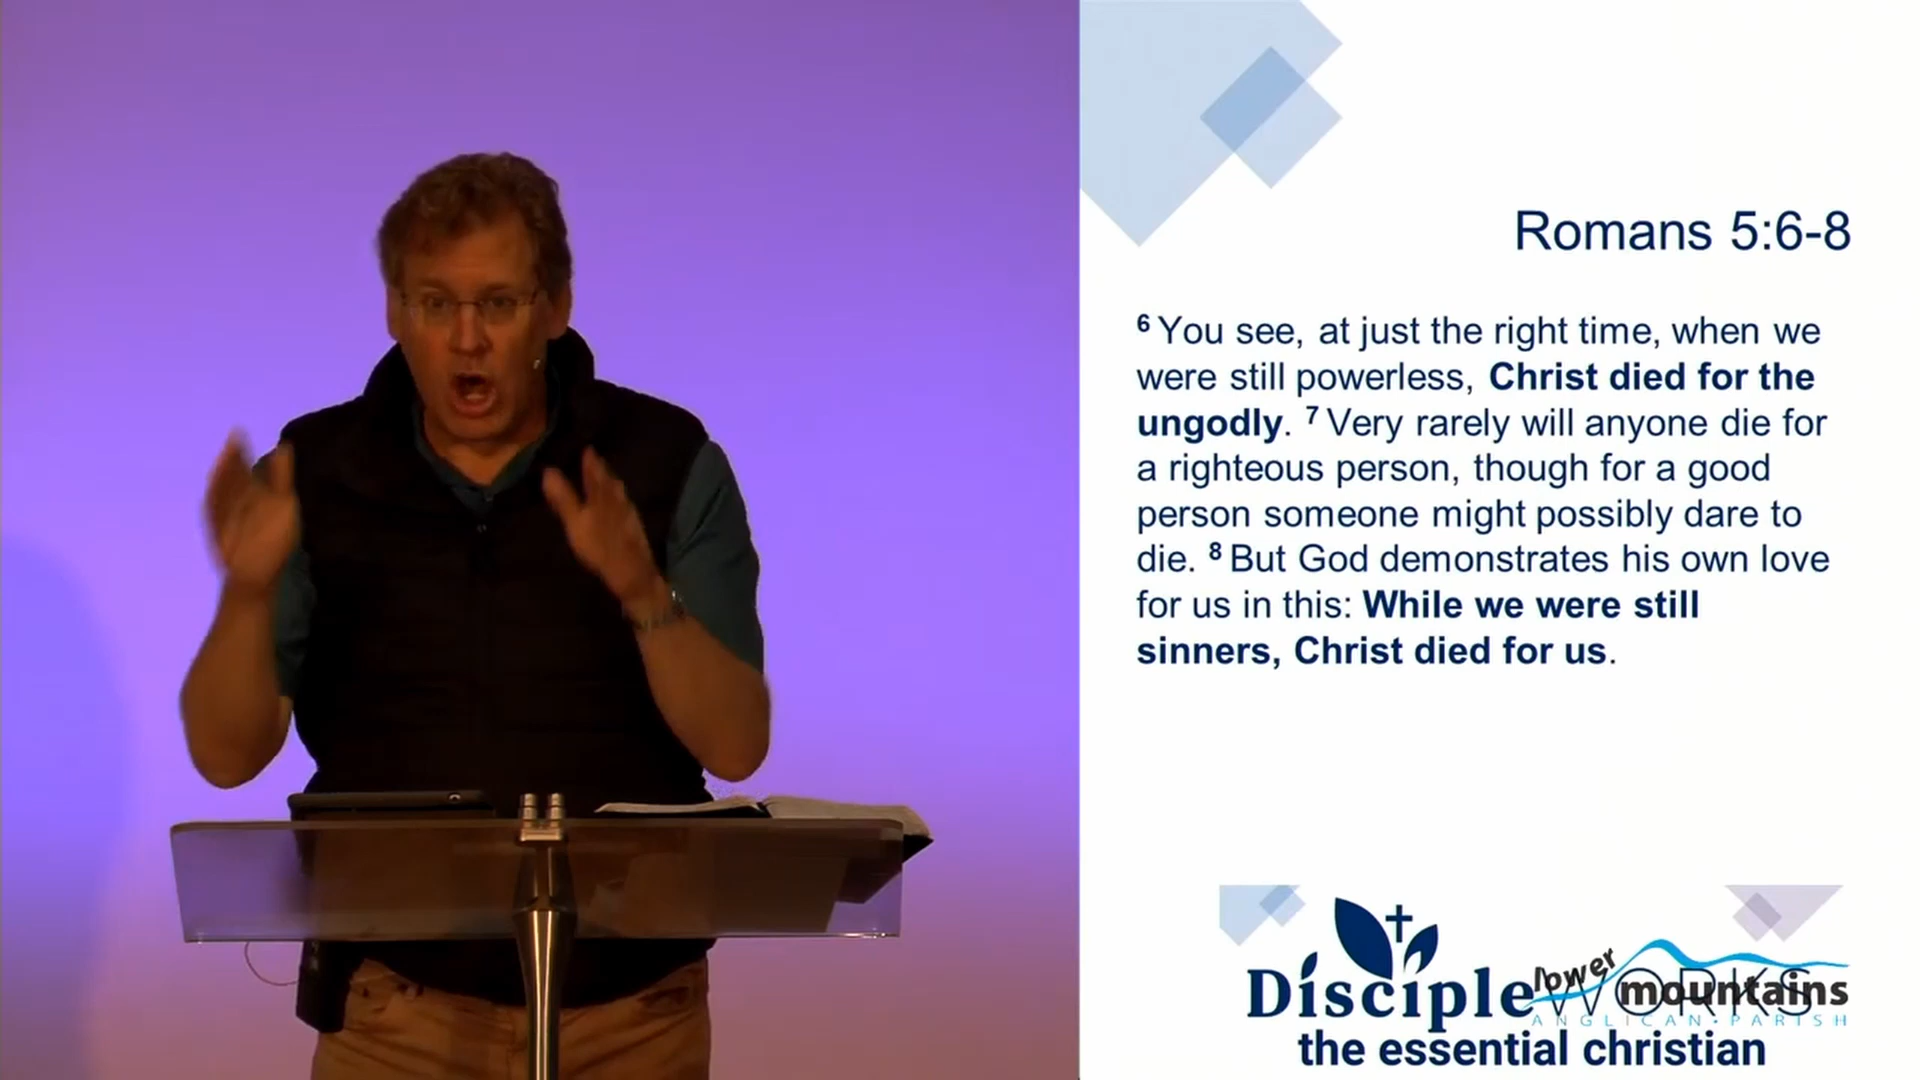 Romans 5:6-8
6 You see, at just the right time, when we
were still powerless, Christ died for the
ungodly. 7 Very rarely will anyone die for
a righteous person, though for a good
person someone might possibly dare to
die. 8 But God demonstrates his own love
for us in this: While we were still
sinners, Christ died for us.
Disciple WORKS
lower
mountains
ANGLICAN·PARISH
the essential christian